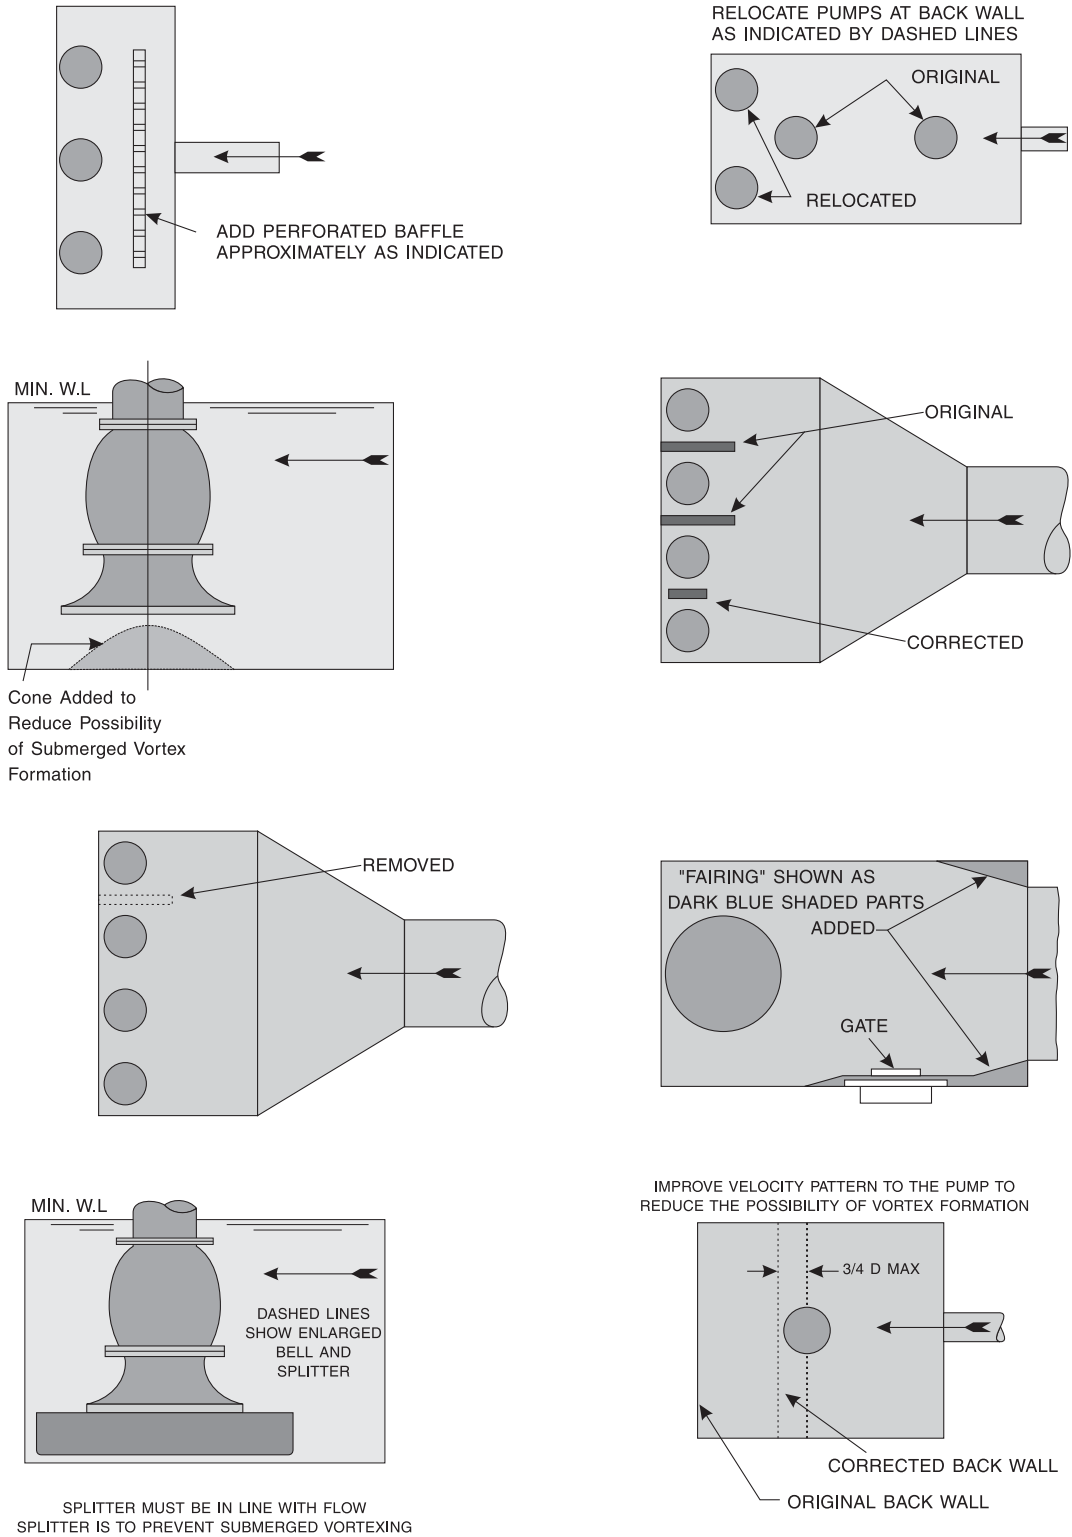 RELOCATE PUMPS AT BACK WALL
AS INDICATED BY DASHED LINES
ORIGINAL
RELOCATED
ADD PERFORATED BAFFLE
APPROXIMATELY AS INDICATED
MIN. W.L
Cone Added to
Reduce Possibility
of Submerged Vortex
Formation
ORIGINAL
CORRECTED
REMOVED
"FAIRING" SHOWN AS
DARK BLUE SHADED PARTS
ADDED
GATE
MIN. W.L
DASHED LINES
SHOW ENLARGED
BELL AND
SPLITTER
SPLITTER MUST BE IN LINE WITH FLOW
SPLITTER IS TO PREVENT SUBMERGED VORTEXING
IMPROVE VELOCITY PATTERN TO THE PUMP TO
REDUCE THE POSSIBILITY OF VORTEX FORMATION
3/4 D MAX
CORRECTED BACK WALL
ORIGINAL BACK WALL